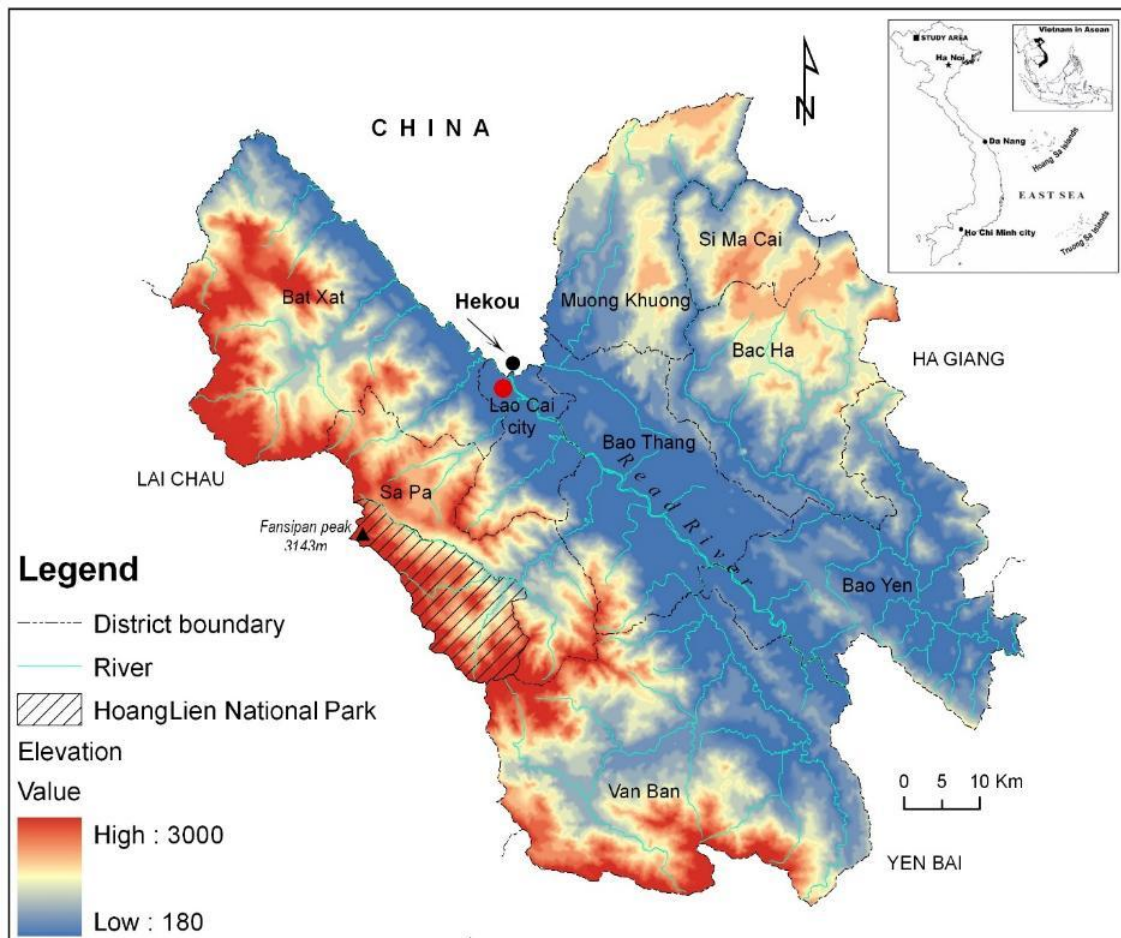 CHINA
N
STUDY AREA
Ha Noi
Vietnam in Asean
Da Nang
Hoang Sa islands
EAST SEA
Ho Chi Minh city
Truong Sa islands
Si Ma Cai
Bat Xat
Hekou
Muong Khuong
Bac Ha
HA GIANG
Lao Cai
city
Bao Thang
LAI CHAU
Sa Pa
Read River
Fansipan peak
3143m
Bao Yen
Legend
District boundary
River
HoangLien National Park
Elevation
Value
High : 3000
Low : 180
Van Ban
0 5 10 Km
YEN BAI